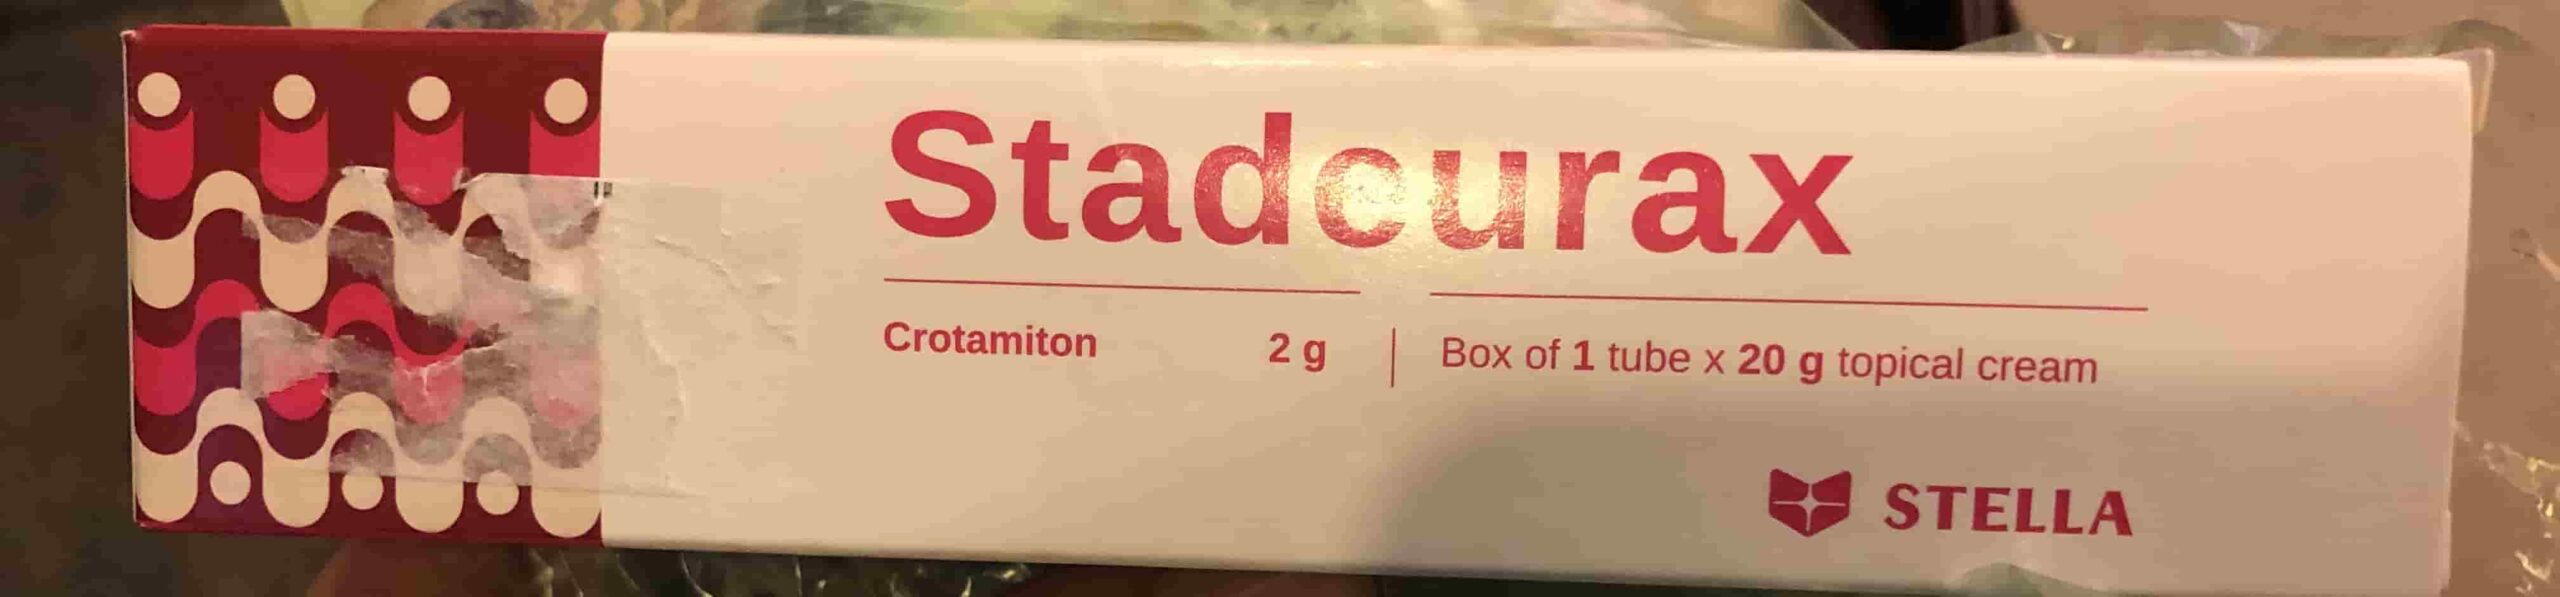 Stadcurax
Crotamiton 2 g | Box of 1 tube x 20 g topical cream
STELLA